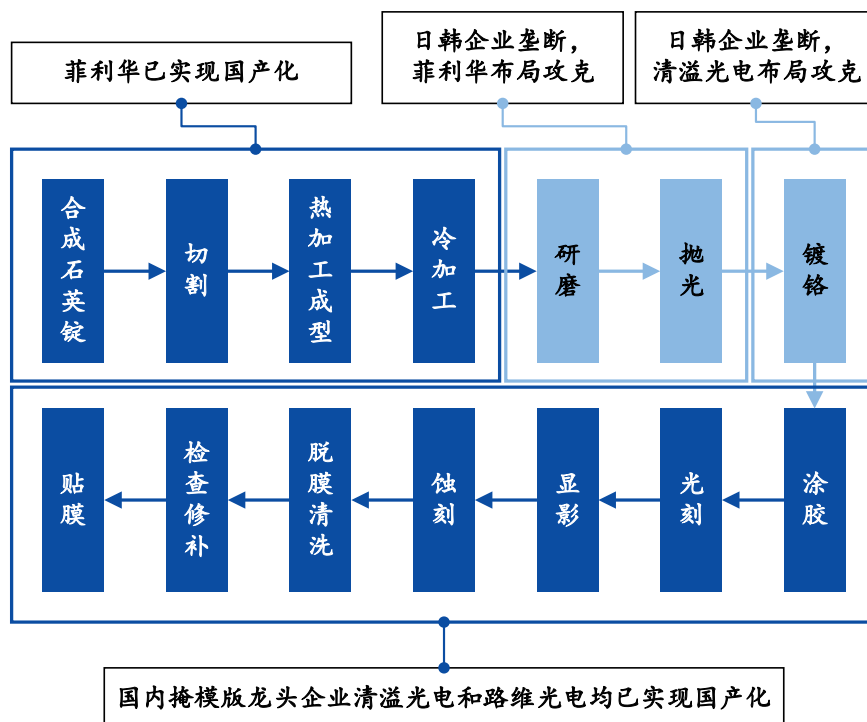 菲利华已实现国产化
日韩企业垄断，
菲利华布局攻克
日韩企业垄断，
清溢光电布局攻克
合成石英锭
切割
热加工成型
冷加工
研磨
抛光
镀铬
贴膜
检查修补
脱膜清洗
蚀刻
显影
光刻
涂胶
国内掩模版龙头企业清溢光电和路维光电均已实现国产化